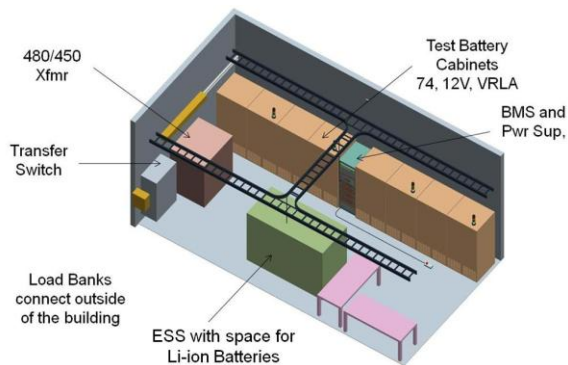 480/450
Xfmr
Test Battery
Cabinets
74, 12V, VRLA
BMS and
Pwr Sup,
Transfer
Switch
Load Banks
connect outside
of the building
ESS with space for
Li-ion Batteries